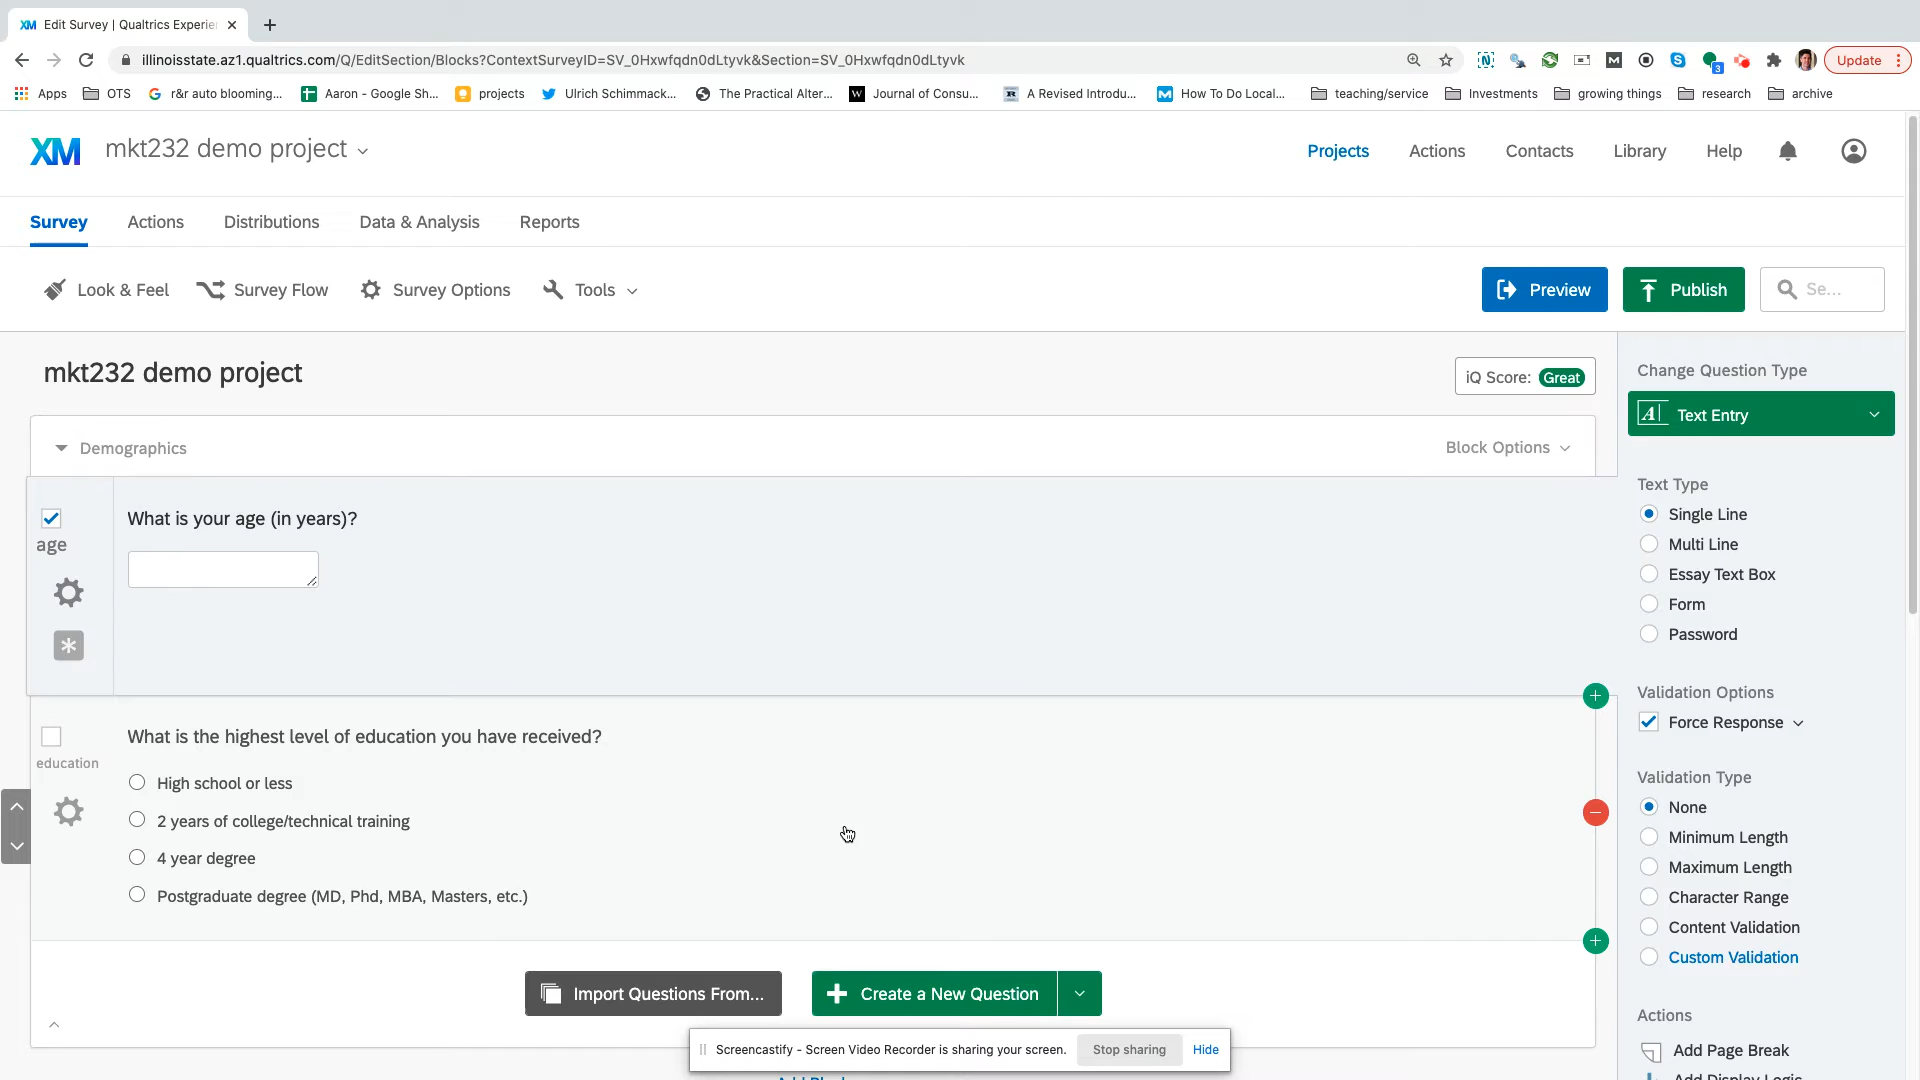 XM Edit Survey | Qualtrics Experie
illinoisstate.az1.qualtrics.com/Q/EditSection/Blocks?ContextSurveyID=SV_0Hxwfqdn0dLtyvk&Section=SV_0Hxwfqdn0dLtyvk
3
Update
Apps
OTS
r&r auto blooming...
Aaron - Google Sh...
projects
Ulrich Schimmack...
The Practical Alter...
Journal of Consu...
A Revised Introdu...
How To Do Local...
teaching/service
Investments
growing things
research
archive
XM mkt232 demo project
Projects
Actions
Contacts
Library
Help
Survey
Actions
Distributions
Data & Analysis
Reports
Look & Feel
Survey Flow
Survey Options
Tools
Preview
Publish
Se...
mkt232 demo project
iQ Score: Great
Demographics
Block Options
age
What is your age (in years)?
education
What is the highest level of education you have received?
High school or less
2 years of college/technical training
4 year degree
Postgraduate degree (MD, Phd, MBA, Masters, etc.)
Import Questions From...
Create a New Question
Screencastify - Screen Video Recorder is sharing your screen.
Stop sharing
Hide
Change Question Type
Text Entry
Text Type
Single Line
Multi Line
Essay Text Box
Form
Password
Validation Options
Force Response
Validation Type
None
Minimum Length
Maximum Length
Character Range
Content Validation
Custom Validation
Actions
Add Page Break
Add Display Logic